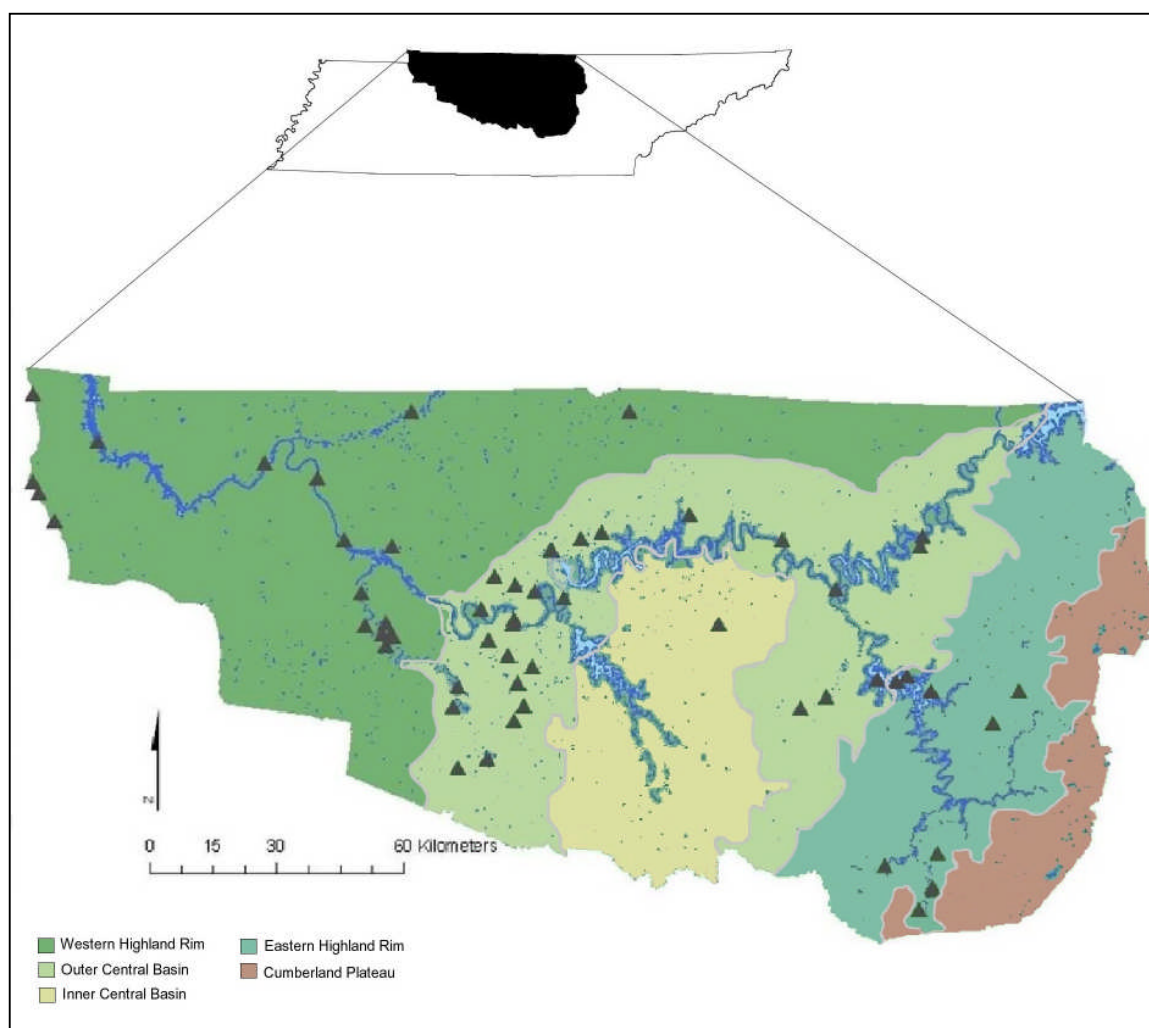 N
0 15 30 60 Kilometers
Western Highland Rim
Outer Central Basin
Inner Central Basin
Eastern Highland Rim
Cumberland Plateau